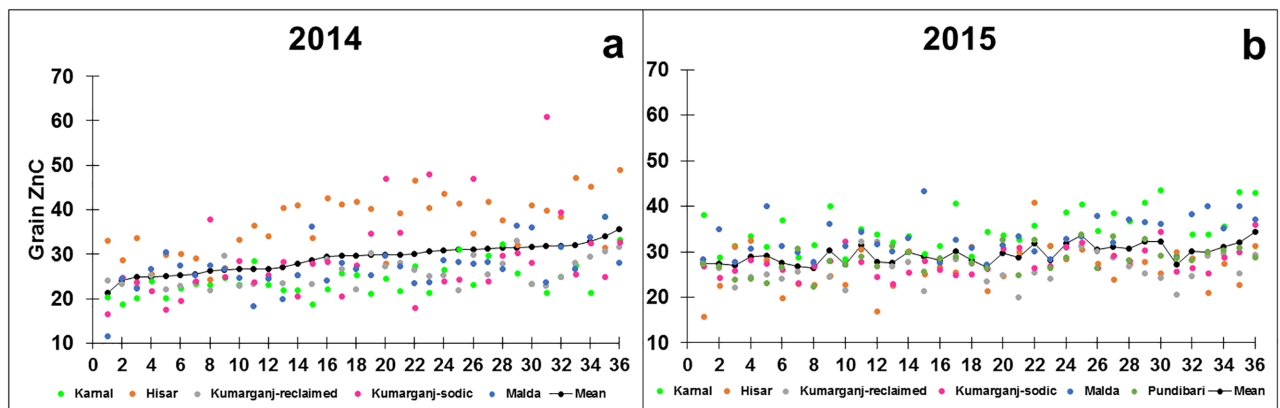 2014
a
Grain ZnC
70
60
50
40
30
20
10
0 2 4 6 8 10 12 14 16 18 20 22 24 26 28 30 32 34 36
Karnal Hisar Kumarganj-reclaimed Kumarganj-sodic Malda Mean
2015
b
70
60
50
40
30
20
10
0 2 4 6 8 10 12 14 16 18 20 22 24 26 28 30 32 34 36
Karnal Hisar Kumarganj-reclaimed Kumarganj-sodic Malda Pundibari Mean